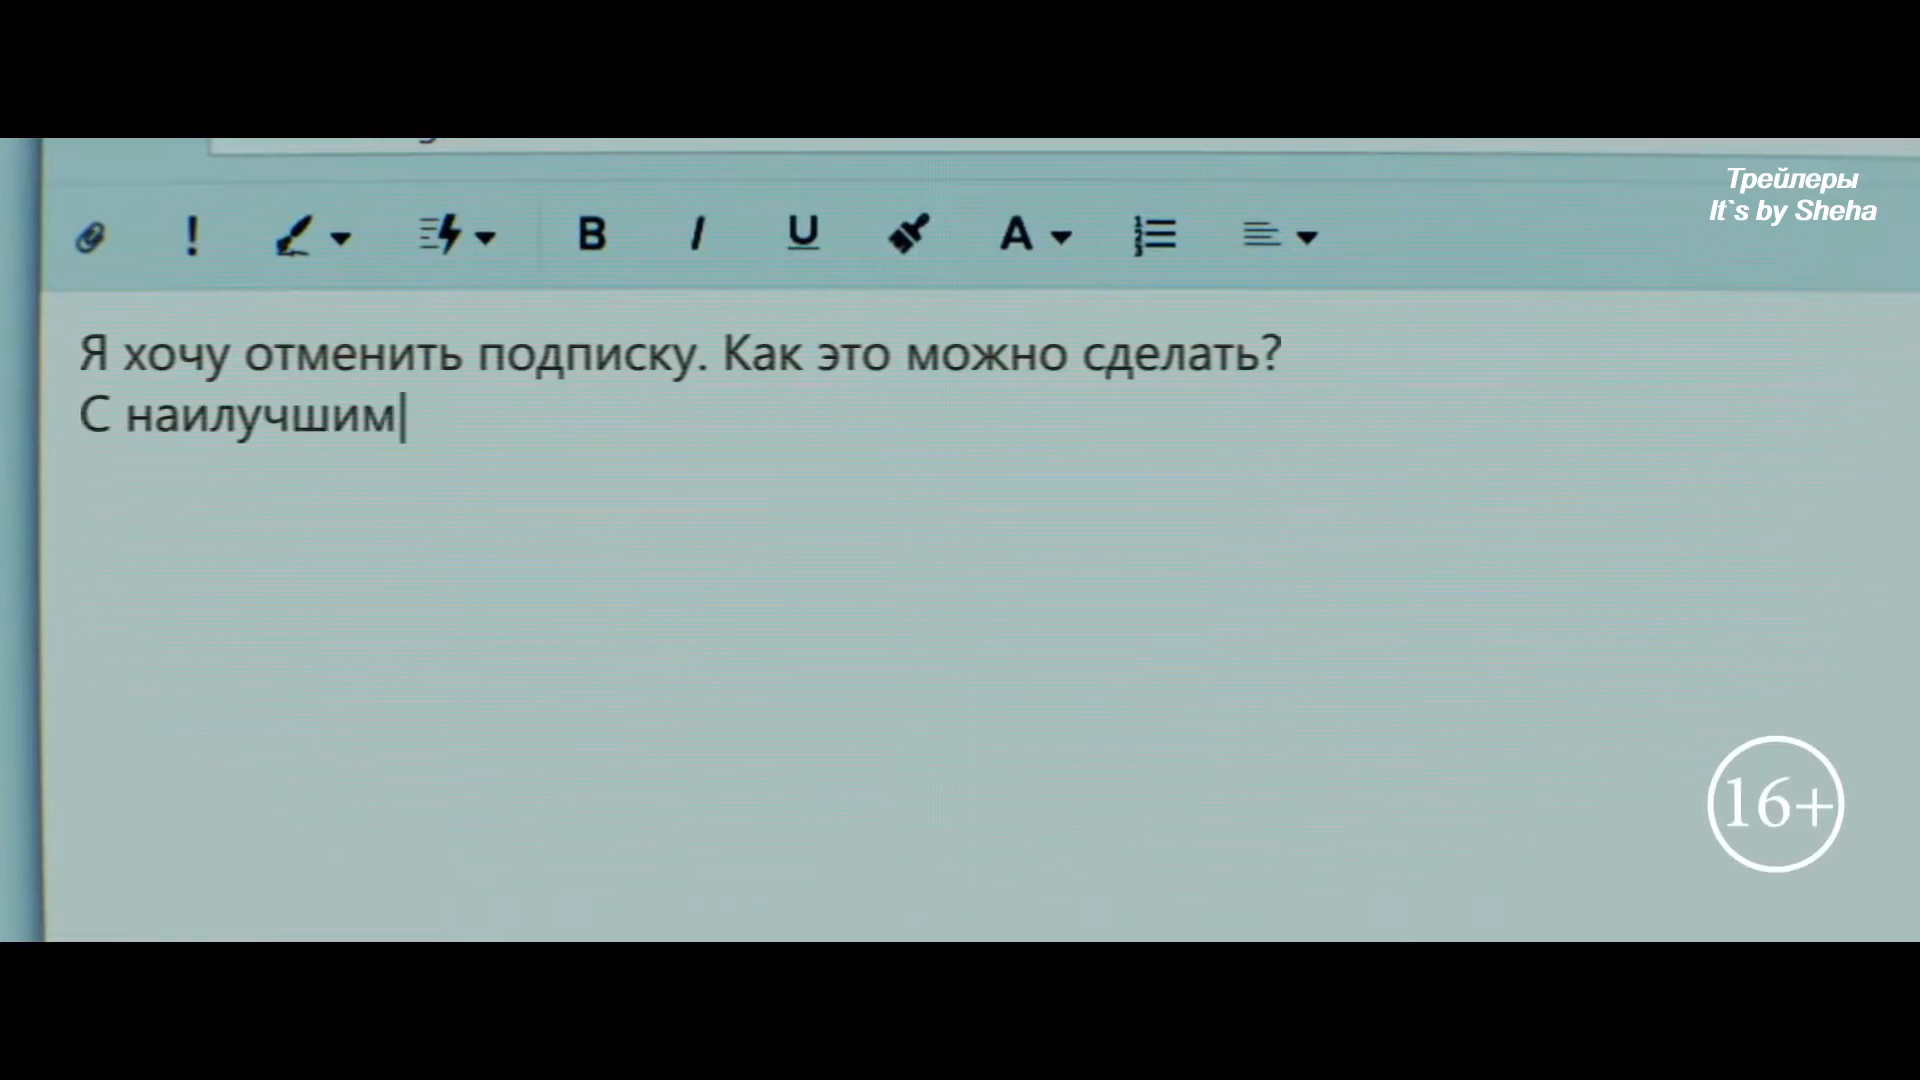 Трейлеры
It`s by Sheha
! B I U A
Я хочу отменить подписку. Как это можно сделать?
С наилучшим
16+